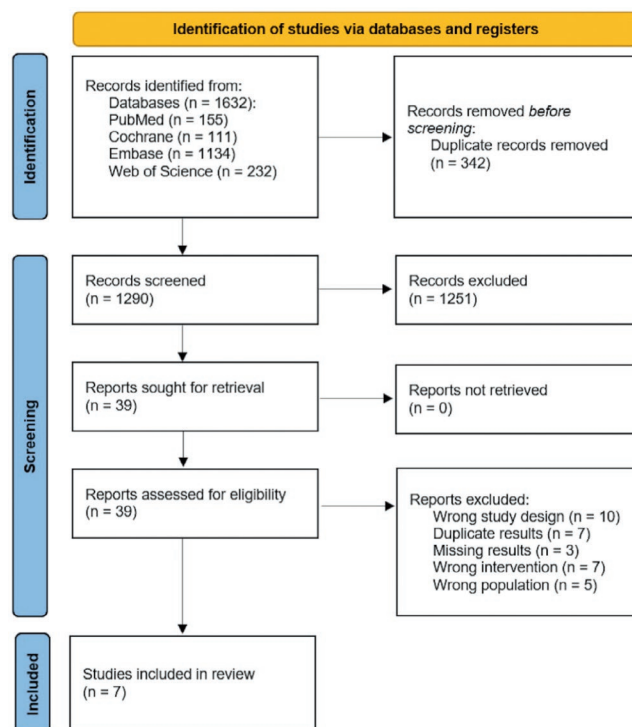 Identification of studies via databases and registers
Identification
Records identified from:
Databases (n = 1632):
PubMed (n = 155)
Cochrane (n = 111)
Embase (n = 1134)
Web of Science (n = 232)
Records removed before
screening:
Duplicate records removed
(n = 342)
Screening
Records screened
(n = 1290)
Records excluded
(n = 1251)
Reports sought for retrieval
(n = 39)
Reports not retrieved
(n = 0)
Reports assessed for eligibility
(n = 39)
Reports excluded:
Wrong study design (n = 10)
Duplicate results (n = 7)
Missing results (n = 3)
Wrong intervention (n = 7)
Wrong population (n = 5)
Included
Studies included in review
(n = 7)